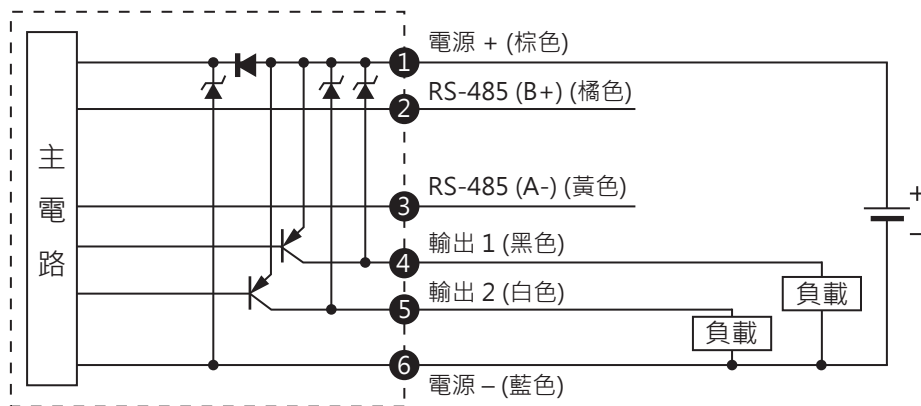 電源 + (棕色)
1
RS-485 (B+) (橘色)
2
主電路
RS-485 (A-) (黃色)
3
+
–
輸出 1 (黑色)
4
負載
輸出 2 (白色)
5
負載
6
電源 – (藍色)